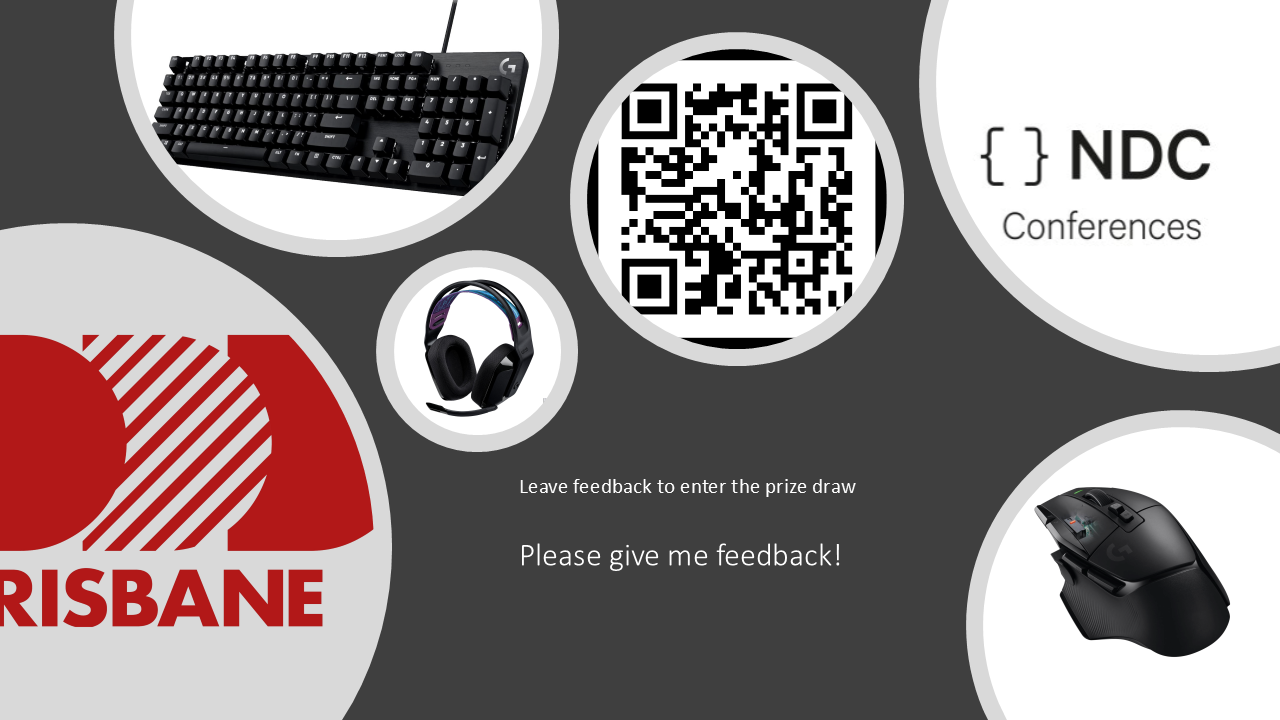 { } NDC
Conferences
RISBANE
Leave feedback to enter the prize draw
Please give me feedback!